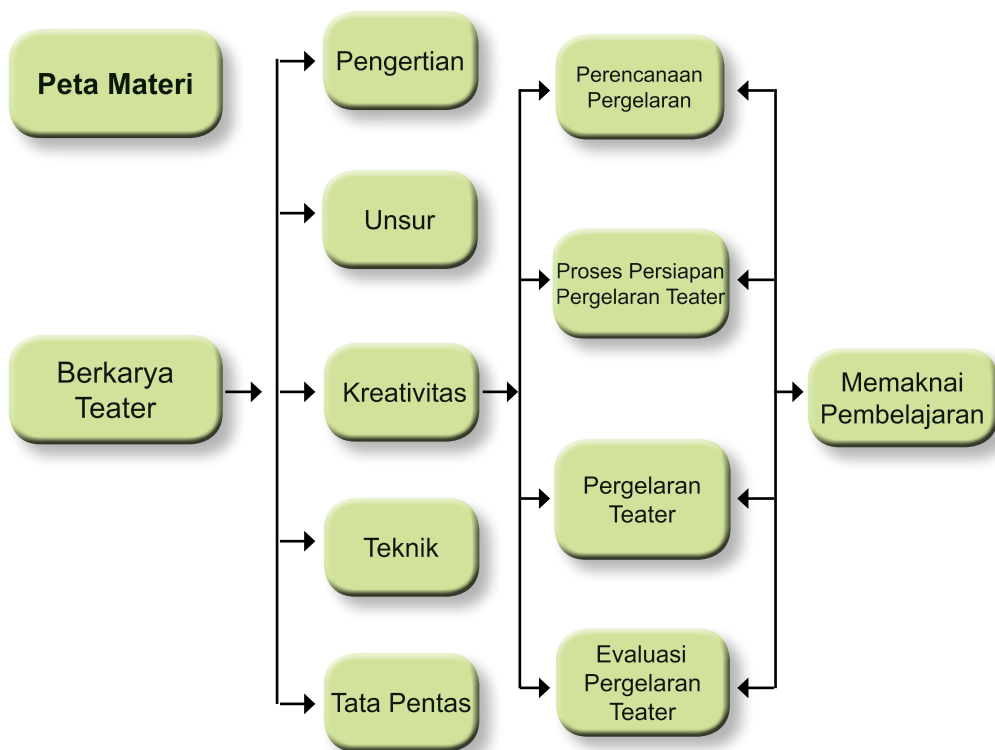 Peta Materi
Berkarya
Teater
Pengertian
Unsur
Kreativitas
Teknik
Tata Pentas
Perencanaan
Pergelaran
Proses Persiapan
Pergelaran Teater
Pergelaran
Teater
Evaluasi
Pergelaran
Teater
Memaknai
Pembelajaran